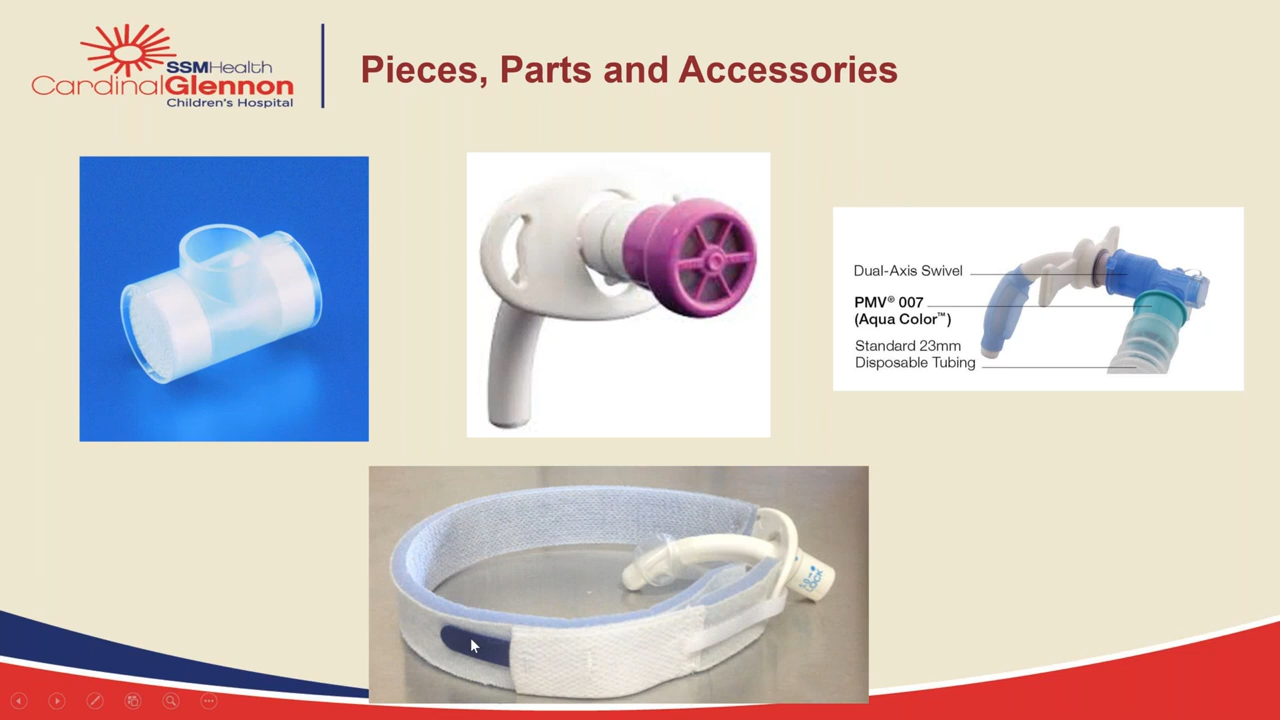 SSMHealth
CardinalGlennon
Children's Hospital
Pieces, Parts and Accessories
Dual-Axis Swivel
PMV® 007
(Aqua Color™)
Standard 23mm
Disposable Tubing
LOCK